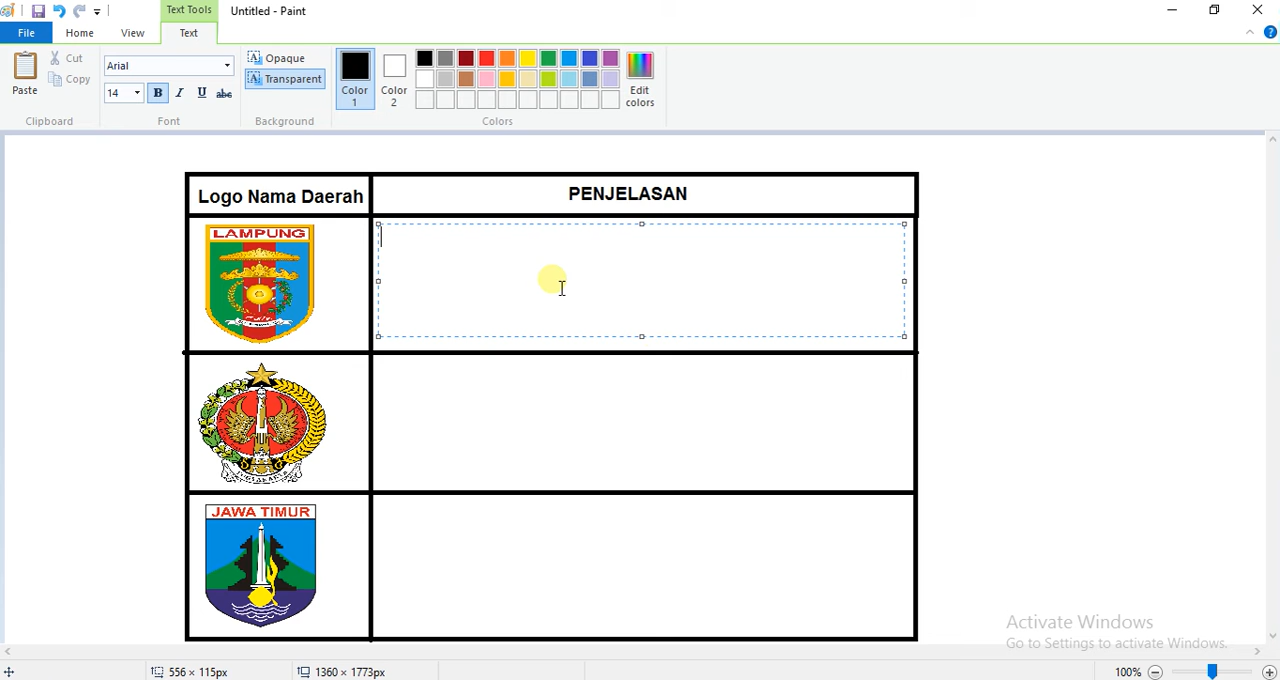 Text Tools
Untitled - Paint
File
Home
View
Text
Paste
Cut
Copy
Clipboard
Arial
14
B
I
U
abc
Font
Opaque
Transparent
Background
Color
1
Color
2
Edit
colors
Colors
Logo Nama Daerah
PENJELASAN
LAMPUNG
JAWA TIMUR
Activate Windows
Go to Settings to activate Windows.
556 × 115px
1360 × 1773px
100%